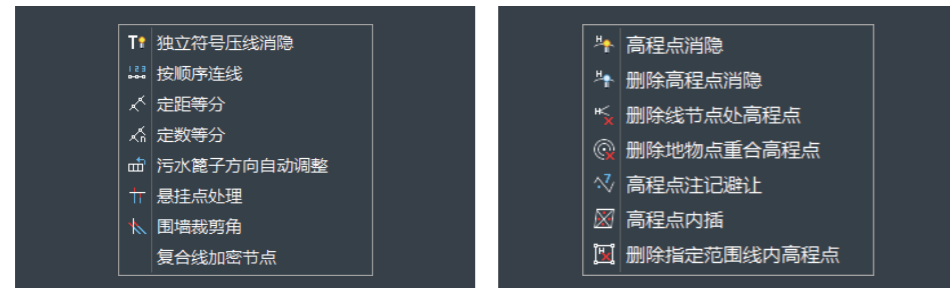 独立符号压线消隐
按顺序连线
定距等分
定数等分
污水篦子方向自动调整
悬挂点处理
围墙裁剪角
复合线加密节点
高程点消隐
删除高程点消隐
删除线节点处高程点
删除地物点重合高程点
高程点注记避让
高程点内插
删除指定范围线内高程点